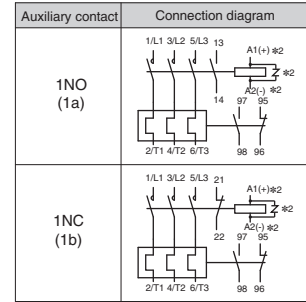 Auxiliary contact Connection diagram
1NO
(1a)
1/L1 3/L2 5/L3 13
A1(+) *2
*2
A2(-) *2
14 97 95
2/T1 4/T2 6/T3 98 96
1NC
(1b)
1/L1 3/L2 5/L3 21
A1(+) *2
*2
A2(-) *2
22 97 95
2/T1 4/T2 6/T3 98 96